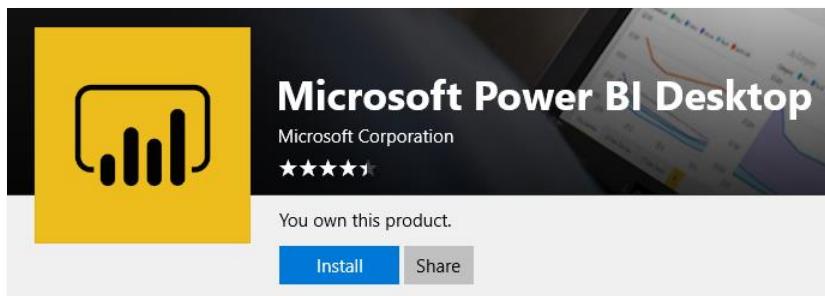 Microsoft Power BI Desktop
Microsoft Corporation
You own this product.
Install
Share